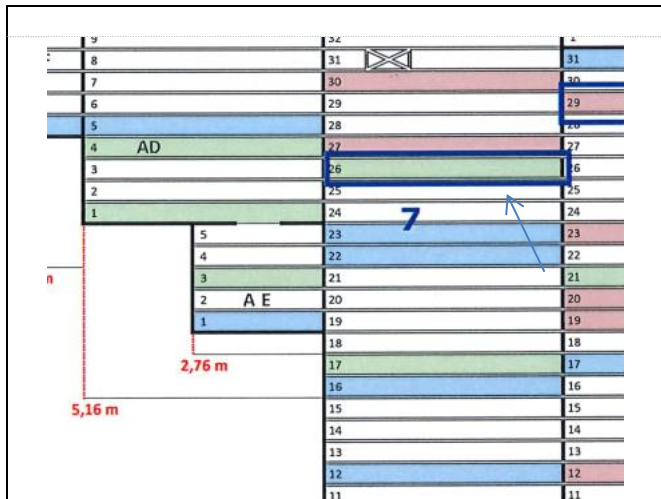 9 32 1
8 31 31
7 30 30
6 29 29
5 28 28
4 AD 27 27
3 26 26
2 25 25
1 24 24
7
5 23 23
4 22 22
3 21 21
2 A E 20 20
1 19 19
18 18
2,76 m 17 17
16 16
5,16 m 15 15
14 14
13 13
12 12
11 11
m